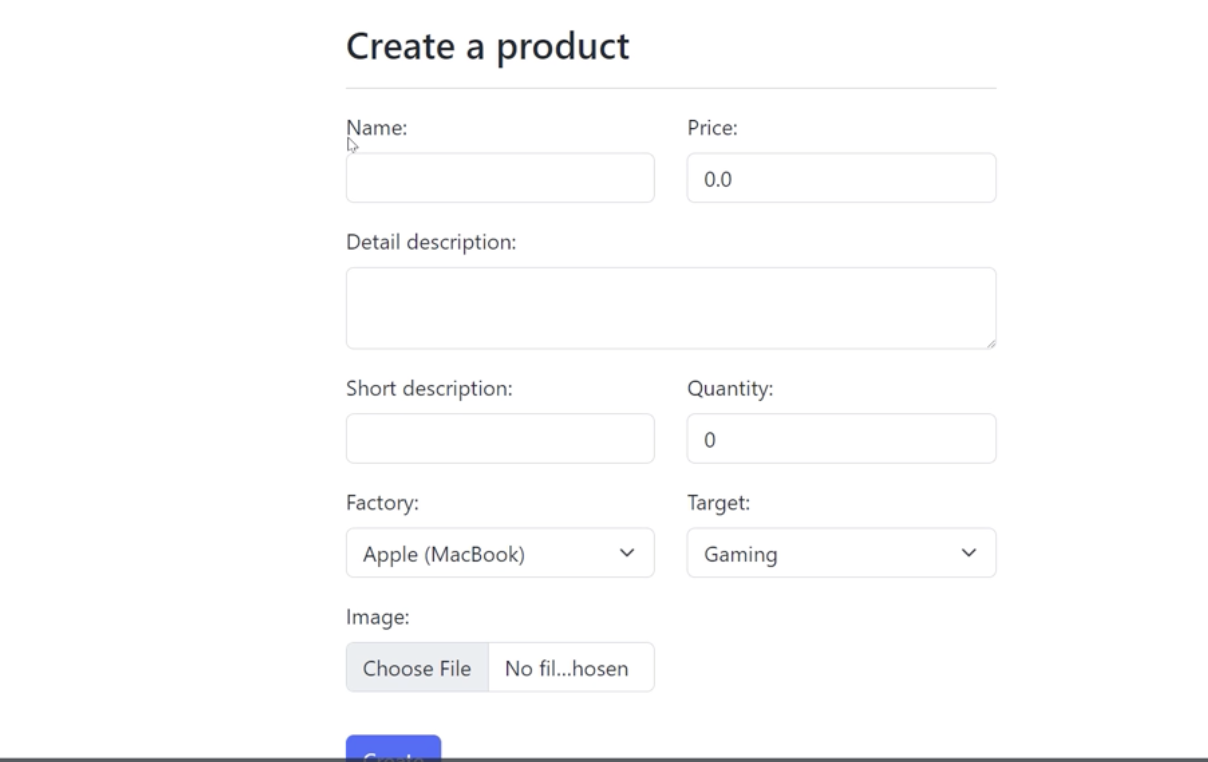 Create a product
Name: Price:
0.0
Detail description:
Short description: Quantity:
0
Factory: Target:
Apple (MacBook) Gaming
Image:
Choose File No fil...hosen
Create